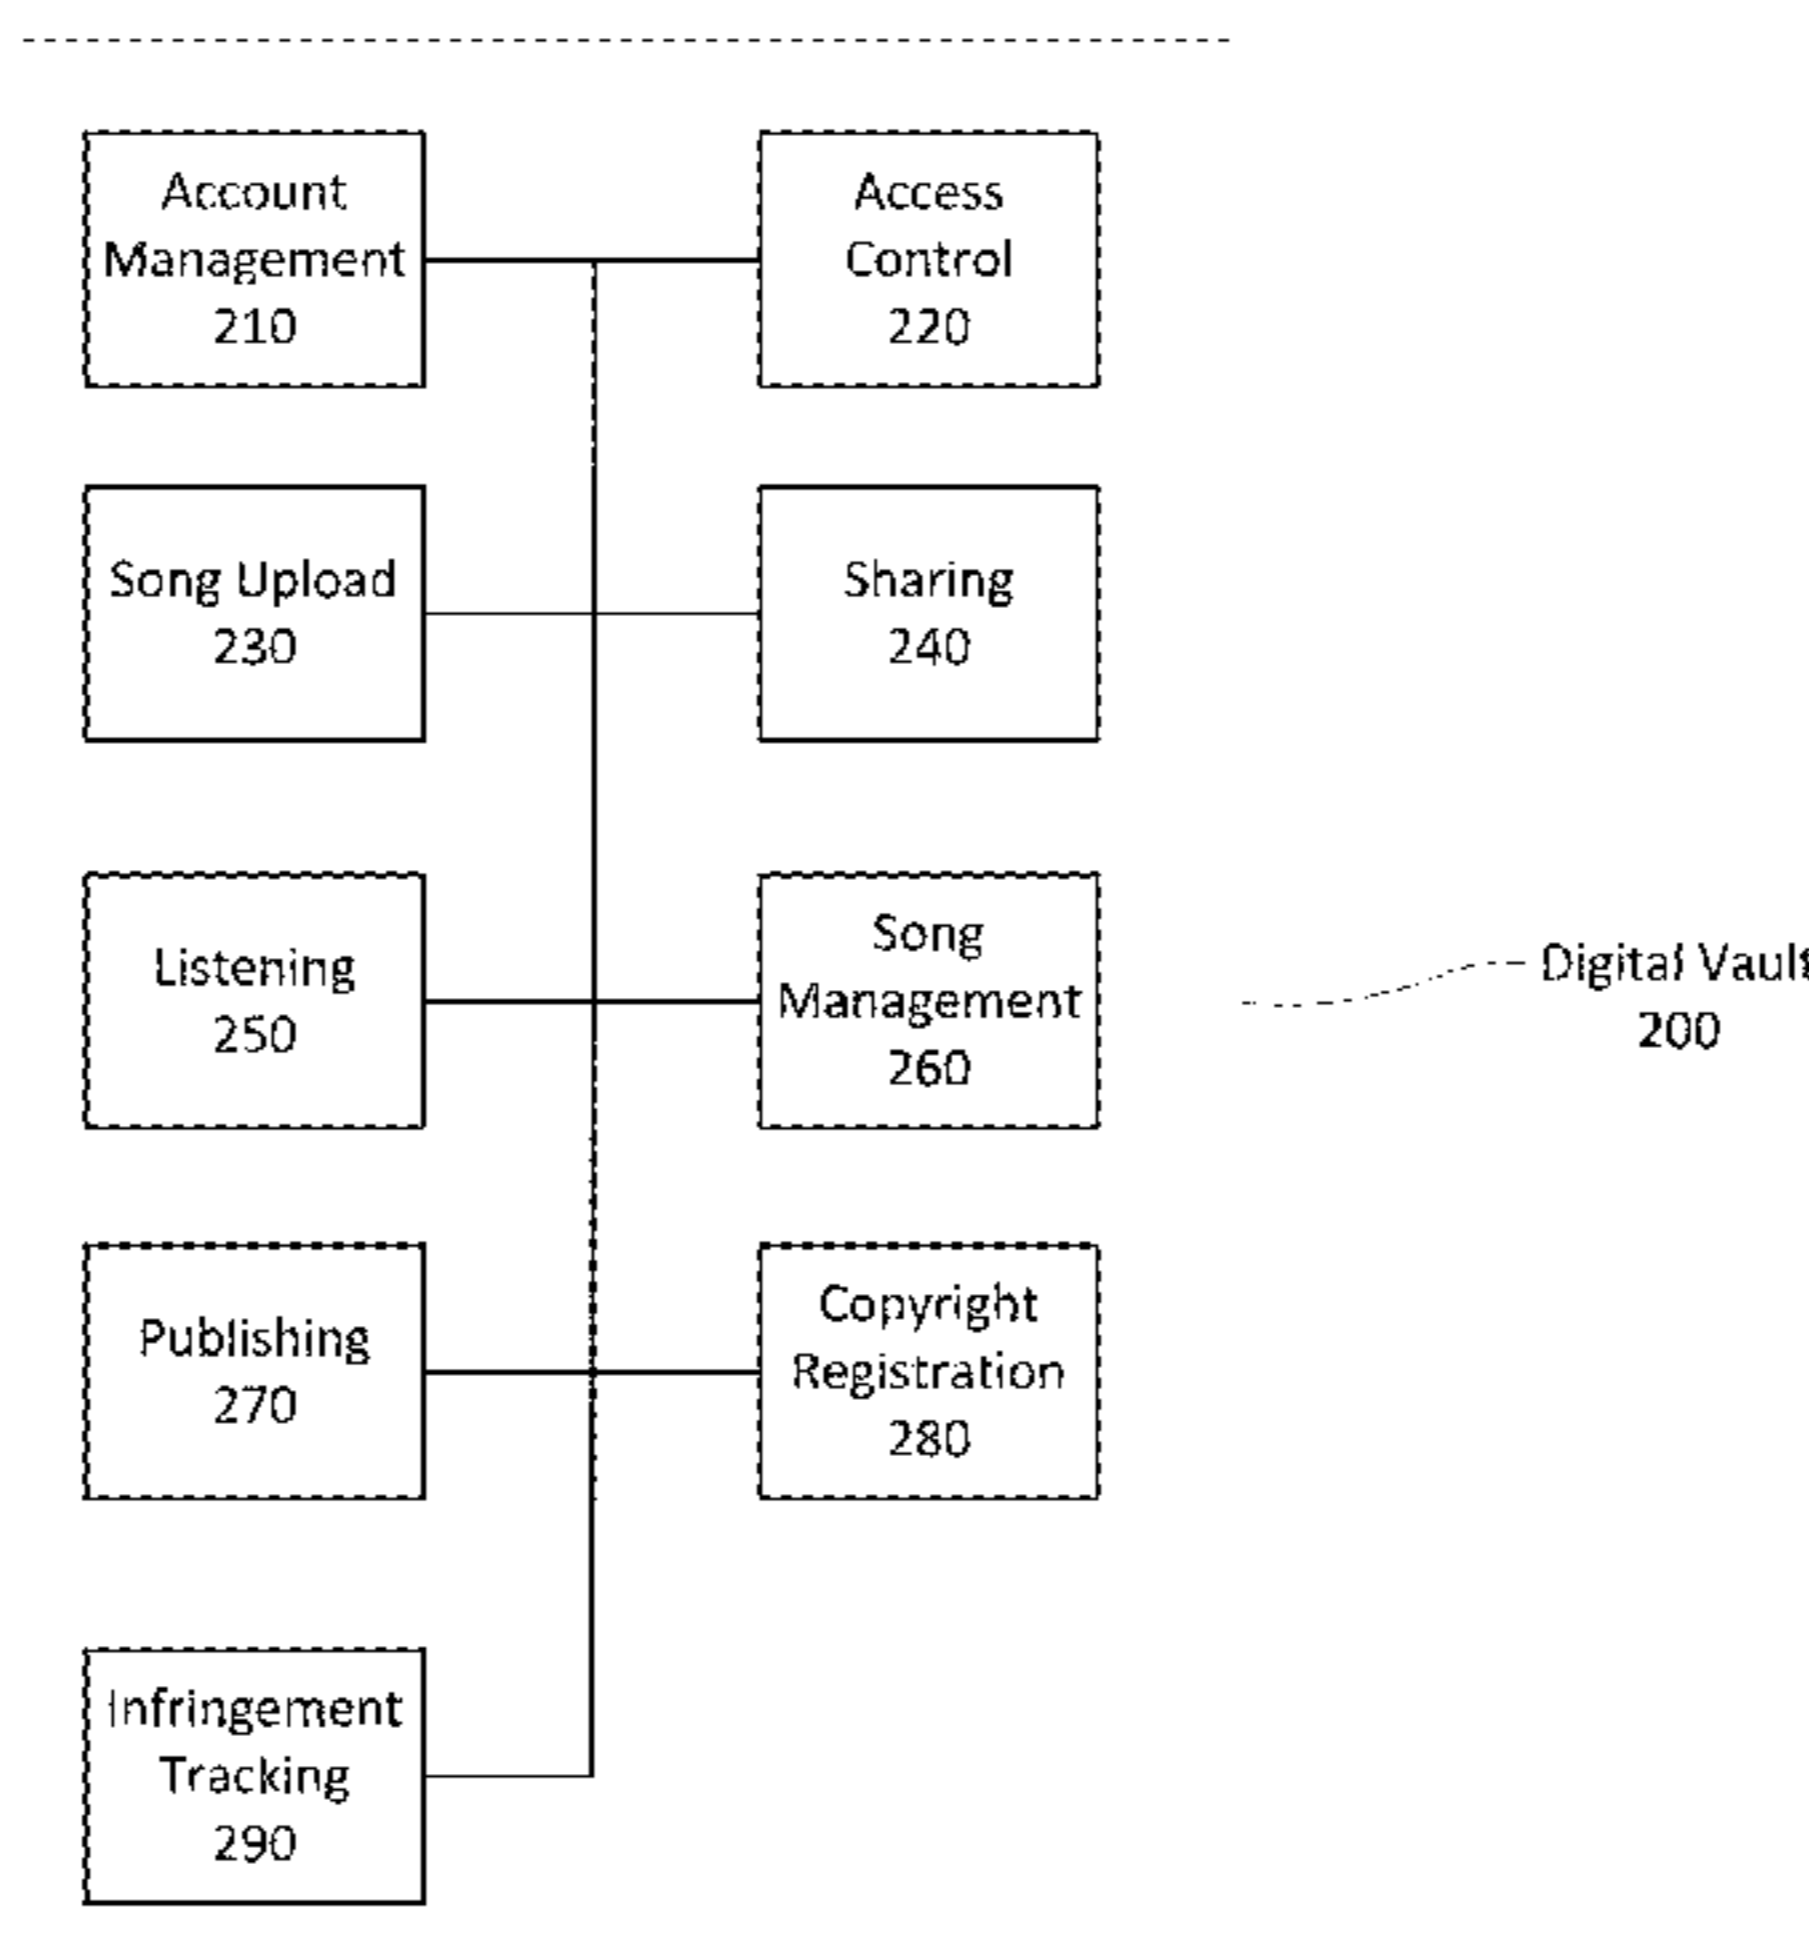 Account
Management
210
Access
Control
220
Song Upload
230
Sharing
240
Listening
250
Song
Management
260
Digital Vault
200
Publishing
270
Copyright
Registration
280
Infringement
Tracking
290